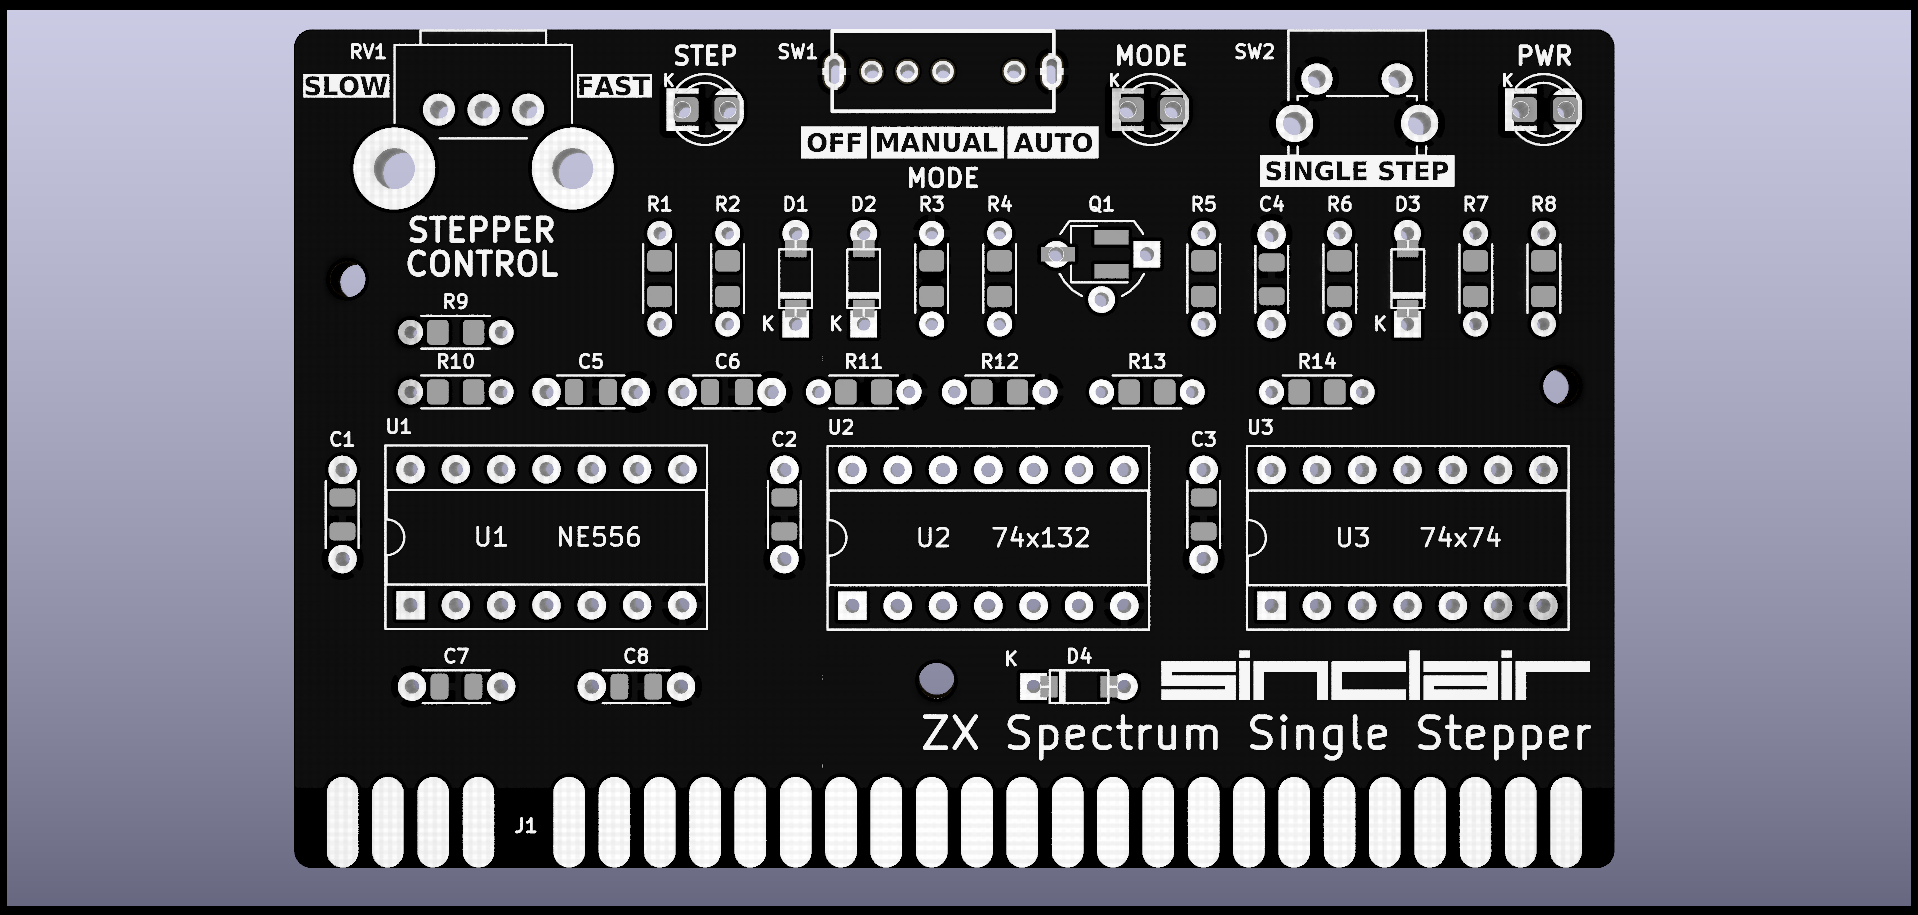 RV1 STEP SW1 MODE SW2 PWR
SLOW FAST K K K
OFF MANUAL AUTO
SINGLE STEP
MODE
R1 R2 D1 D2 R3 R4 Q1 R5 C4 R6 D3 R7 R8
STEPPER
CONTROL
R9
K K K
R10 C5 C6 R11 R12 R13 R14
U1 U2 U3
C1 C2 C3
U1 NE556 U2 74x132 U3 74x74
C7 C8 K D4
sinclair
ZX Spectrum Single Stepper
J1